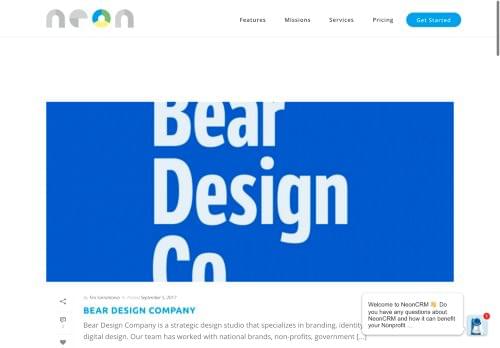 neon
Features Missions Services Pricing Get Started
Bear
Design
Co
Posted September 5, 2017
BEAR DESIGN COMPANY
Bear Design Company is a strategic design studio that specializes in branding, identity
digital design. Our team has worked with national brands, non-profits, government [...]
Welcome to NeonCRM 👋 Do
you have any questions about
NeonCRM and how it can benefit
your Nonprofit
1